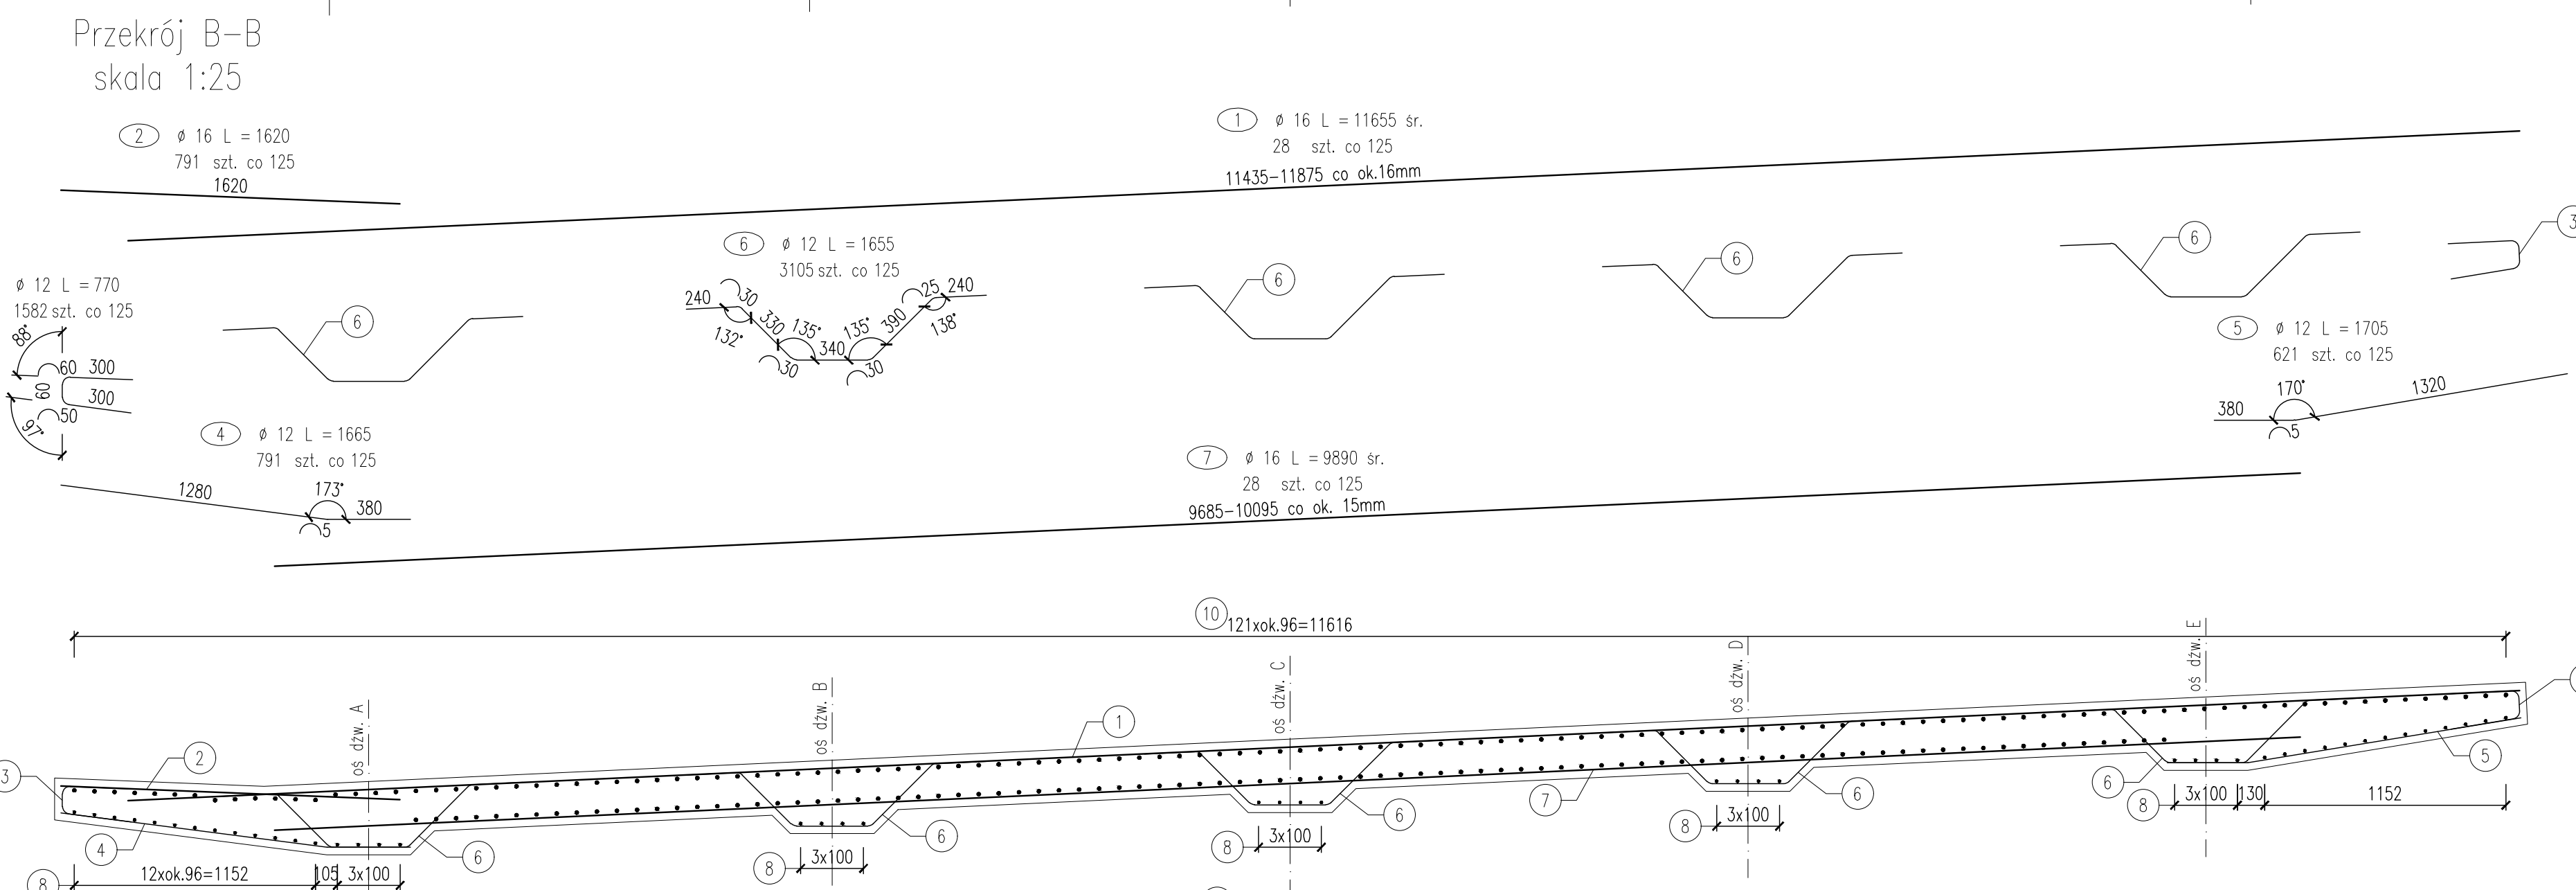 Przekrój B-B
skala 1:25
2 ø 16 L = 1620
791 szt. co 125
1620
1 ø 16 L = 11655 śr.
28 szt. co 125
11435-11875 co ok.16mm
6 ø 12 L = 1655
3105 szt. co 125
240 30 330 135° 340 135° 390 25 240
132° 30 30 138°
6
6
6
6
3
ø 12 L = 770
1582 szt. co 125
88°
60 300
60
300
50
97°
5 ø 12 L = 1705
621 szt. co 125
380 170° 1320
5
4 ø 12 L = 1665
791 szt. co 125
1280 173° 380
5
7 ø 16 L = 9890 śr.
28 szt. co 125
9685-10095 co ok. 15mm
10
121xok.96=11616
oś dźw. A
oś dźw. B
oś dźw. C
oś dźw. D
oś dźw. E
3 2 1
4 6 6 6 7 6 6 5
8 12xok.96=1152 105 3x100
8 3x100
8 3x100
8 3x100
8 3x100 130 1152